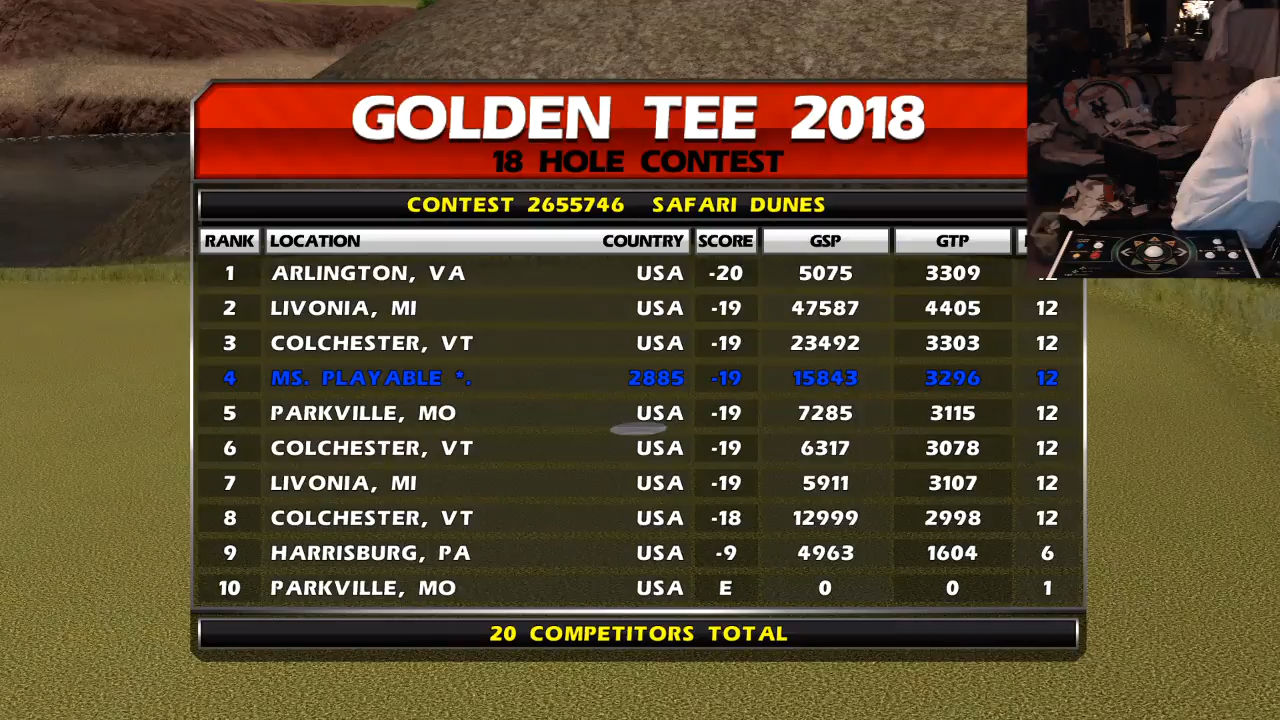 GOLDEN TEE 2018
18 HOLE CONTEST
CONTEST 2655746 SAFARI DUNES
RANK LOCATION COUNTRY SCORE GSP GTP
1 ARLINGTON, VA USA -20 5075 3309
2 LIVONIA, MI USA -19 47587 4405 12
3 COLCHESTER, VT USA -19 23492 3303 12
4 MS. PLAYABLE *. 2885 -19 15843 3296 12
5 PARKVILLE, MO USA -19 7285 3115 12
6 COLCHESTER, VT USA -19 6317 3078 12
7 LIVONIA, MI USA -19 5911 3107 12
8 COLCHESTER, VT USA -18 12999 2998 12
9 HARRISBURG, PA USA -9 4963 1604 6
10 PARKVILLE, MO USA E 0 0 1
20 COMPETITORS TOTAL